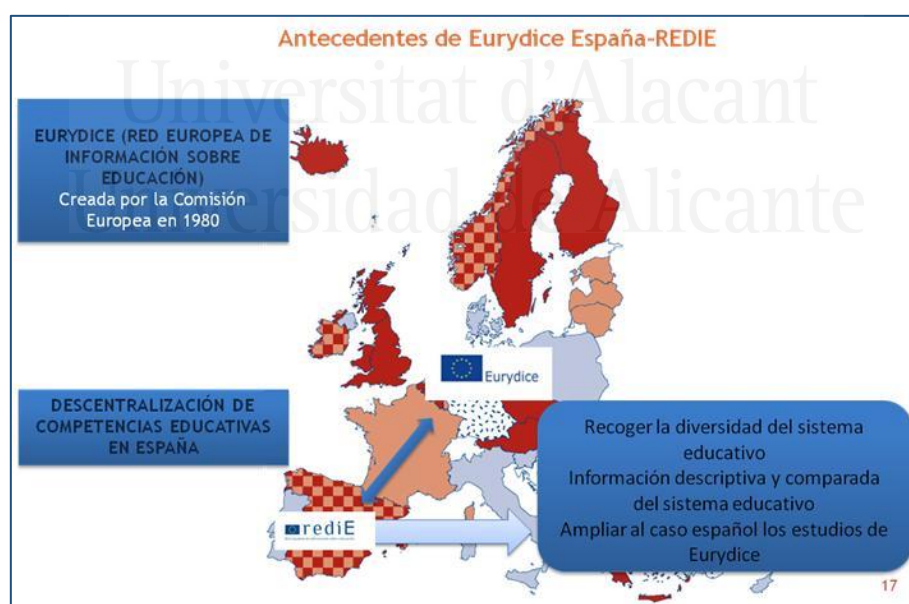 Antecedentes de Eurydice España-REDIE
Universitat d'Alacant
Universidad de Alicante
EURYDICE (RED EUROPEA DE
INFORMACIÓN SOBRE
EDUCACIÓN)
Creada por la Comisión
Europea en 1980
Eurydice
DESCENTRALIZACIÓN DE
COMPETENCIAS EDUCATIVAS
EN ESPAÑA
Recoger la diversidad del sistema
educativo
Información descriptiva y comparada
del sistema educativo
Ampliar al caso español los estudios de
Eurydice
rediE
17